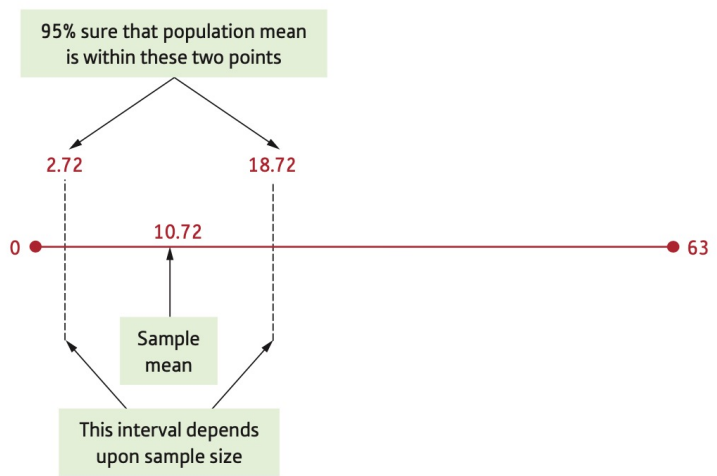 95% sure that population mean
is within these two points
2.72
18.72
10.72
0
63
Sample
mean
This interval depends
upon sample size